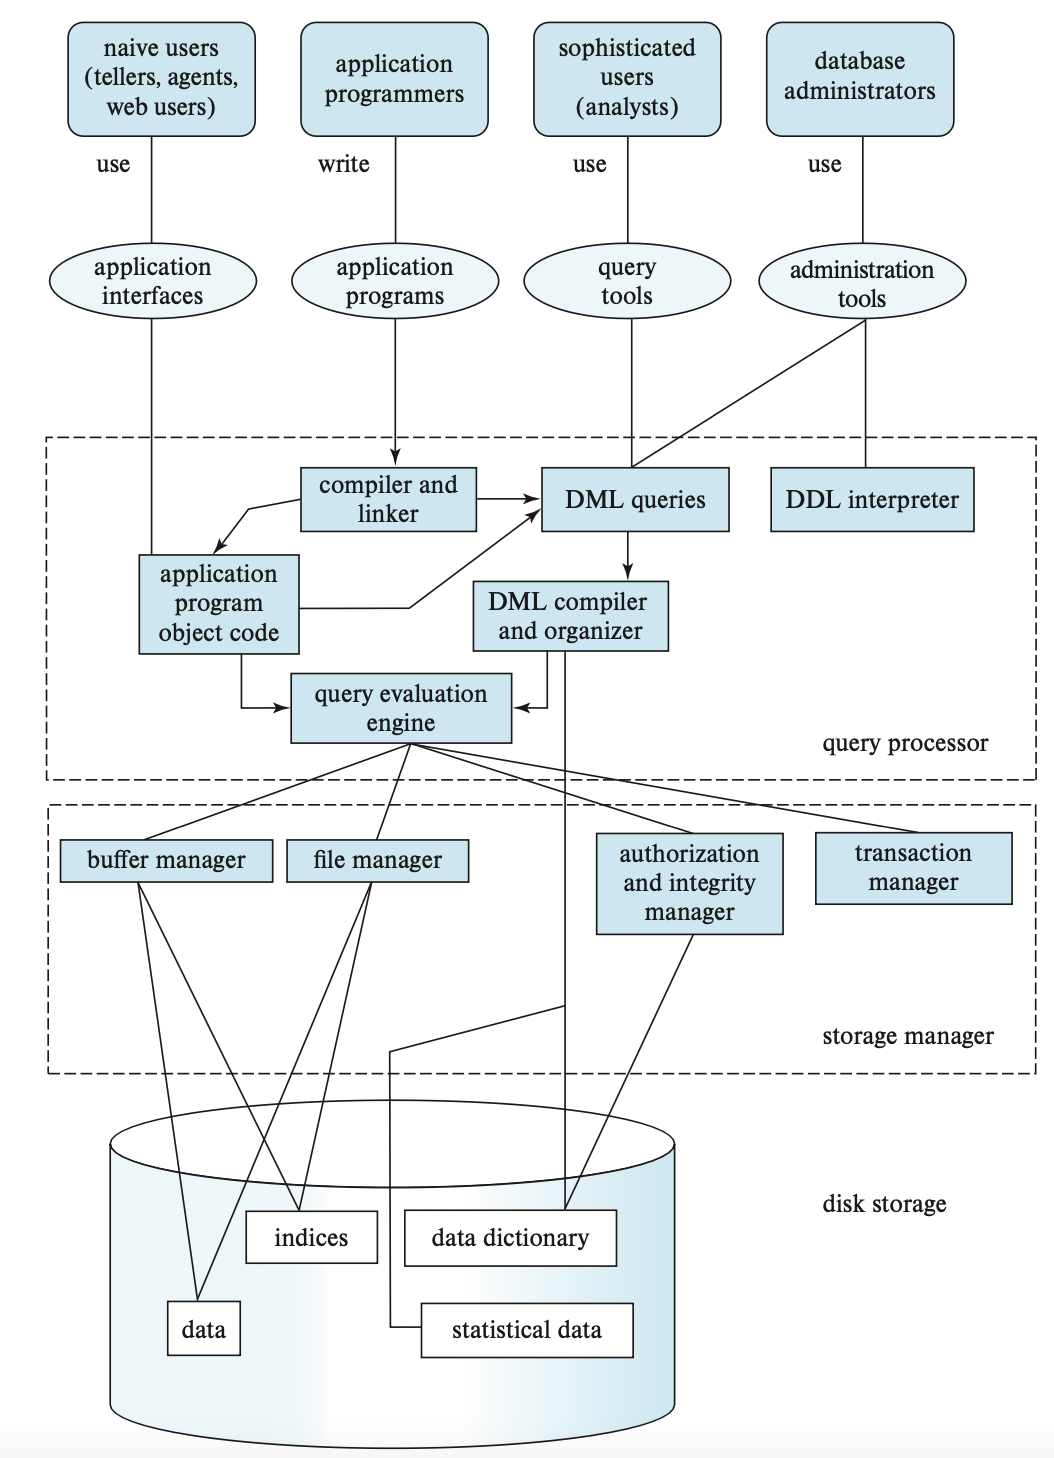 naive users
(tellers, agents,
web users)
application
programmers
sophisticated
users
(analysts)
database
administrators
use
write
use
use
application
interfaces
application
programs
query
tools
administration
tools
compiler and
linker
DML queries
DDL interpreter
application
program
object code
DML compiler
and organizer
query evaluation
engine
query processor
buffer manager
file manager
authorization
and integrity
manager
transaction
manager
storage manager
disk storage
indices
data dictionary
data
statistical data